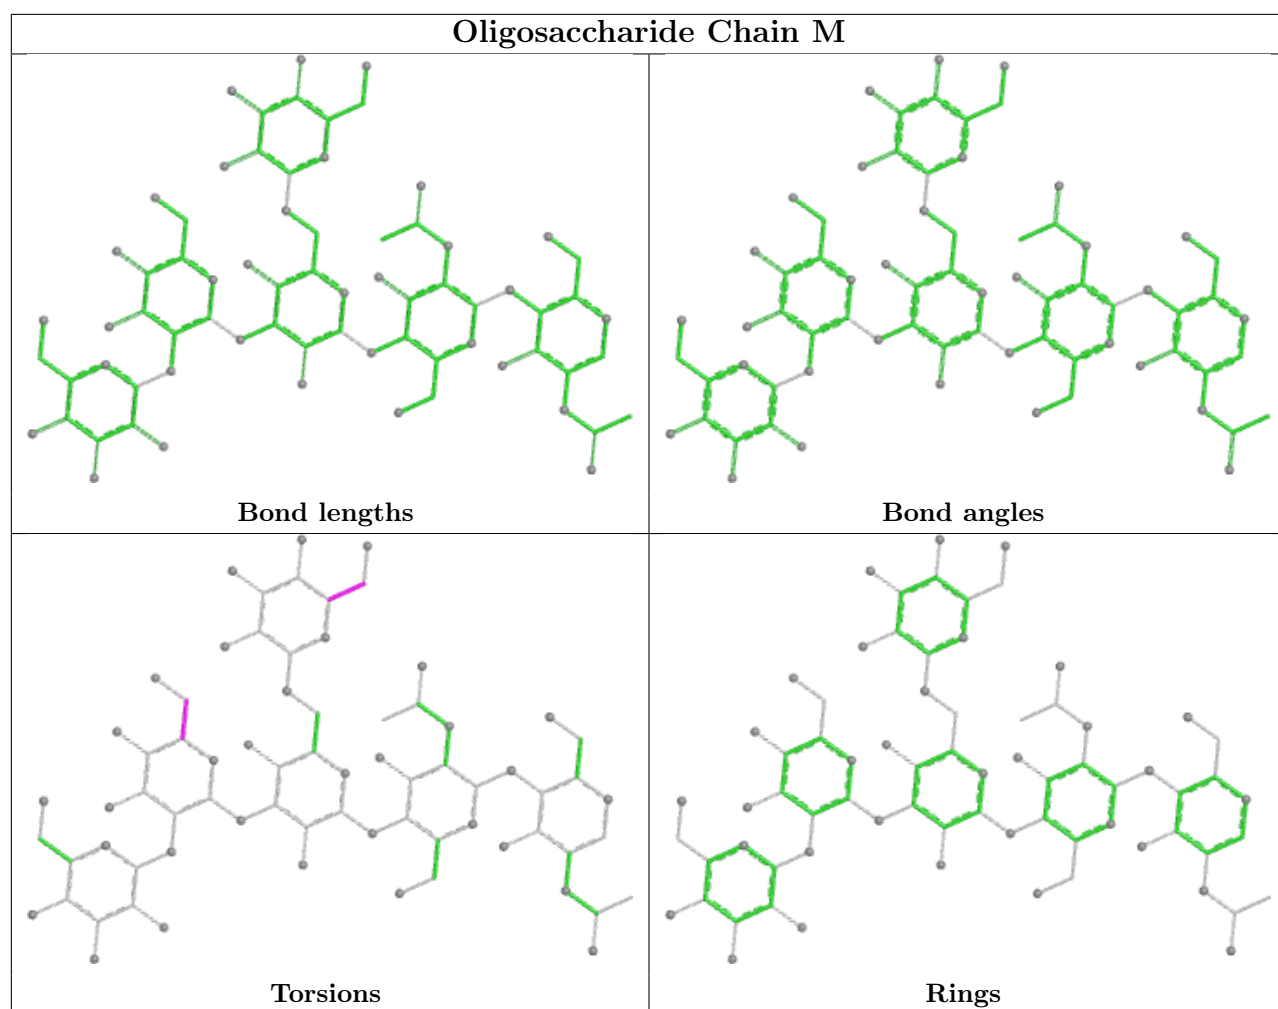 Oligosaccharide Chain M
Bond lengths
Bond angles
Torsions
Rings